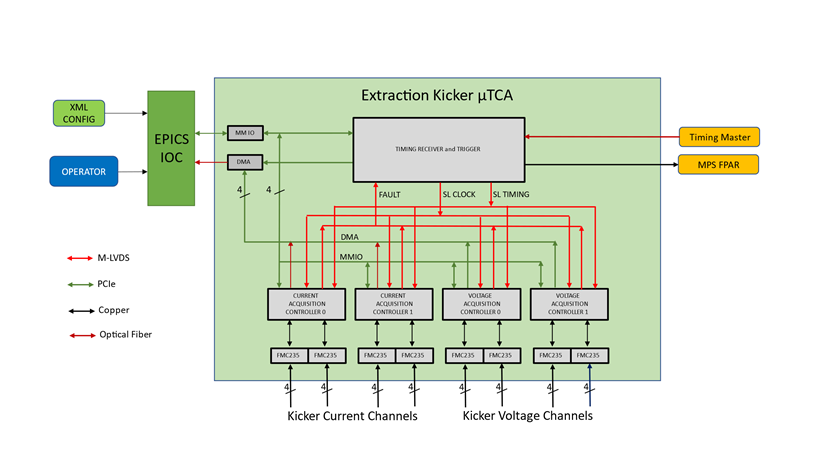 Extraction Kicker µTCA
XML
CONFIG
EPICS
IOC
OPERATOR
MM IO
DMA
TIMING RECEIVER and TRIGGER
Timing Master
MPS FPAR
4
4
FAULT
SL CLOCK
SL TIMING
DMA
MMIO
M-LVDS
PCIe
Copper
Optical Fiber
CURRENT
ACQUISITION
CONTROLLER 0
CURRENT
ACQUISITION
CONTROLLER 1
VOLTAGE
ACQUISITION
CONTROLLER 0
VOLTAGE
ACQUISITION
CONTROLLER 1
FMC235
FMC235
FMC235
FMC235
FMC235
FMC235
FMC235
FMC235
4
4
4
4
4
4
4
4
Kicker Current Channels
Kicker Voltage Channels